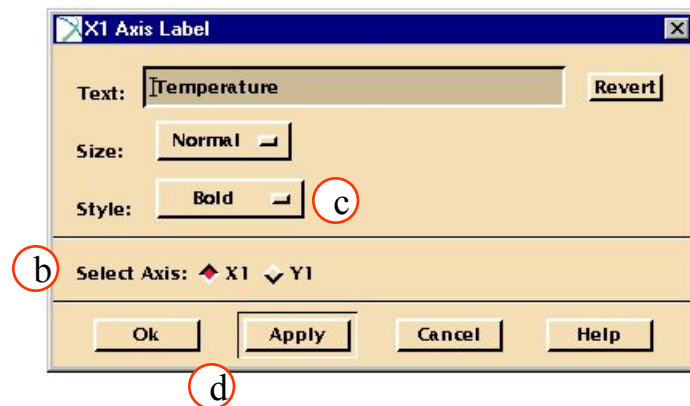 X1 Axis Label
Text: Temperature Revert
Size: Normal
Style: Bold c
b Select Axis: X1 Y1
Ok Apply Cancel Help
d